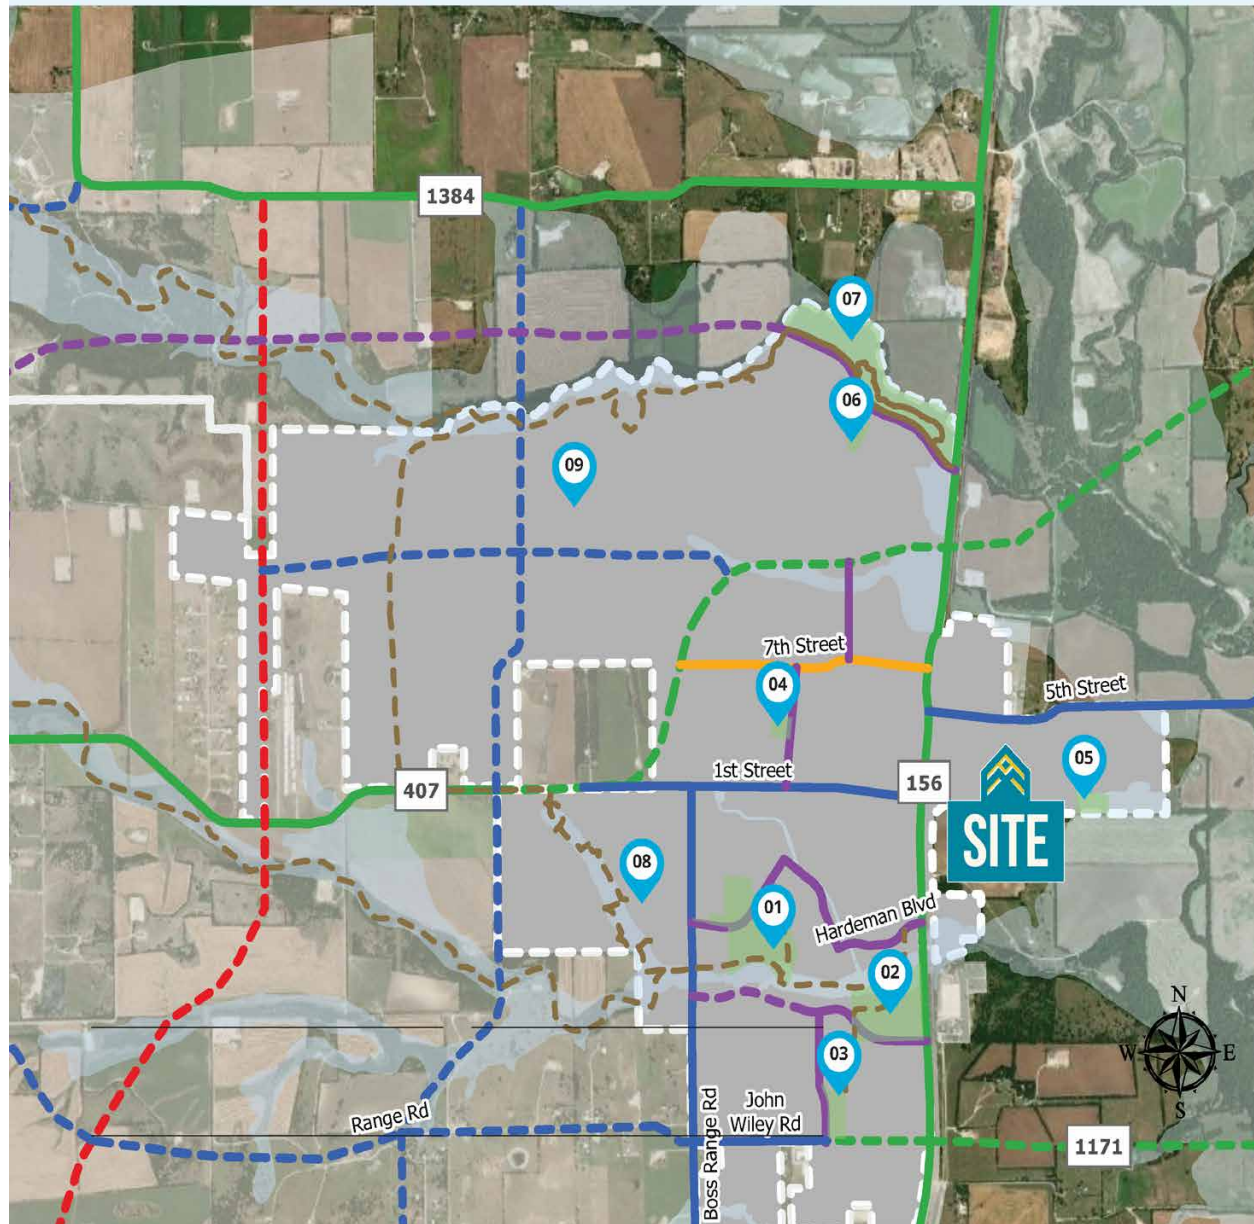 1384
07
06
09
7th Street
04
5th Street
1st Street
407
156
05
SITE
08
01
Hardeman Blvd
02
N
W
E
S
03
Range Rd
Boss Range Rd
John
Wiley Rd
1171